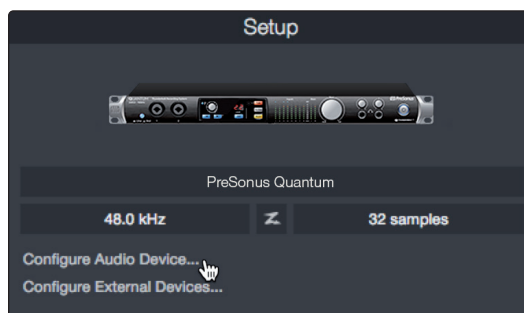 Setup
PreSonus Quantum
48.0 kHz
Z
32 samples
Configure Audio Device...
Configure External Devices...